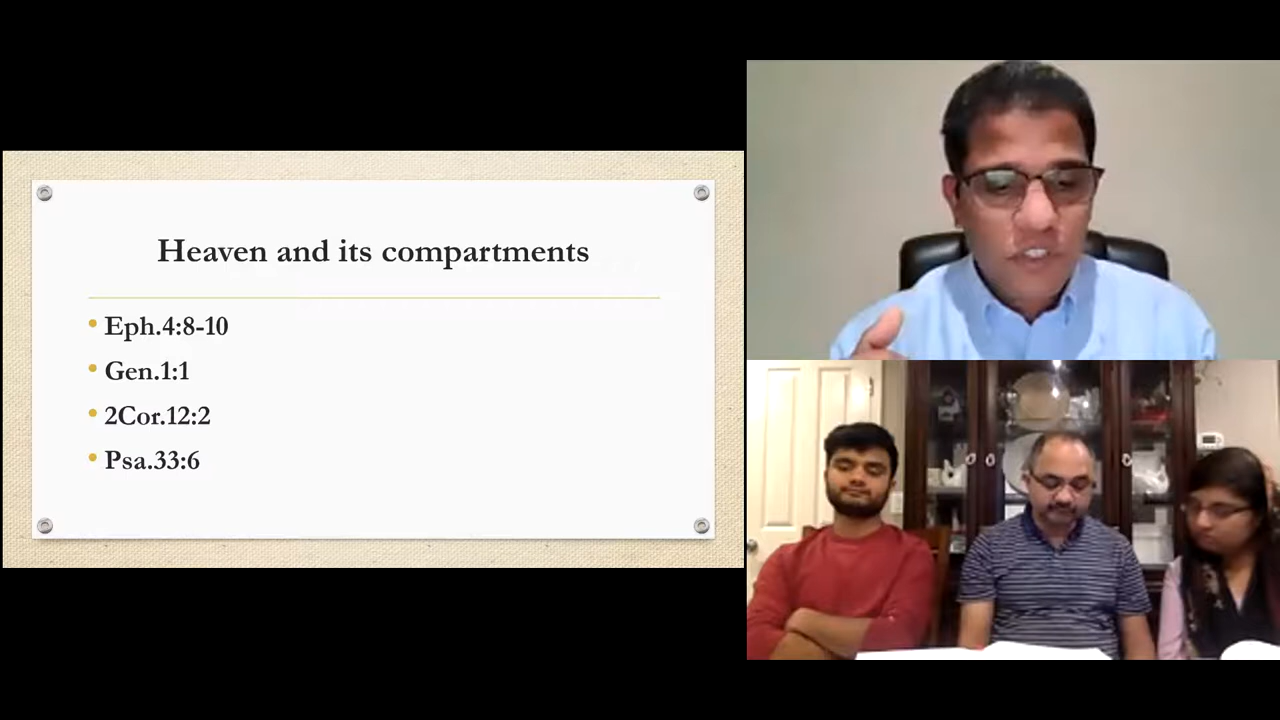 Heaven and its compartments
• Eph.4:8-10
• Gen.1:1
• 2Cor.12:2
• Psa.33:6